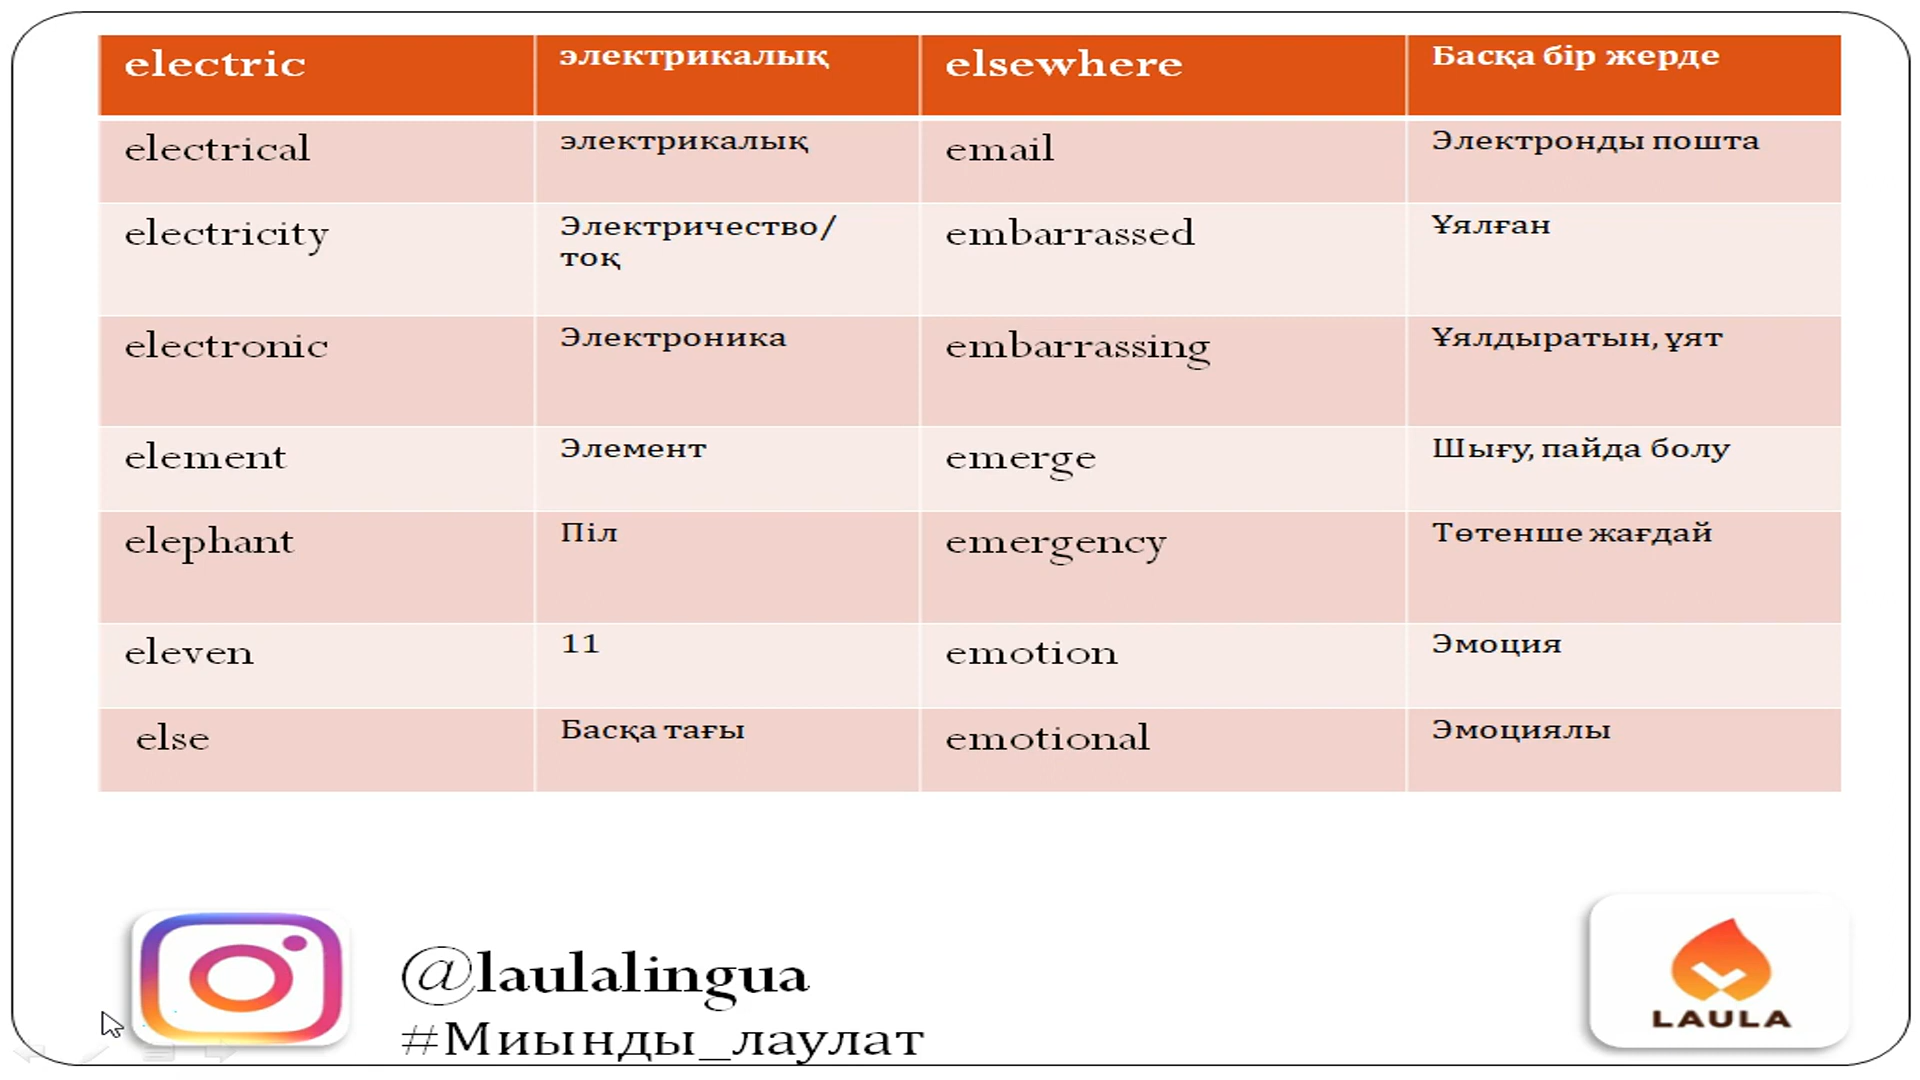 electric электрикалық elsewhere Басқа бір жерде
electrical электрикалық email Электронды пошта
electricity Электричество/ embarrassed Ұялған
тоқ
electronic Электроника embarrassing Ұялдыратын, ұят
element Элемент emerge Шығу, пайда болу
elephant Піл emergency Төтенше жағдай
eleven 11 emotion Эмоция
else Басқа тағы emotional Эмоциялы
@laulalingua
#Миынды_лаулат
LAULA